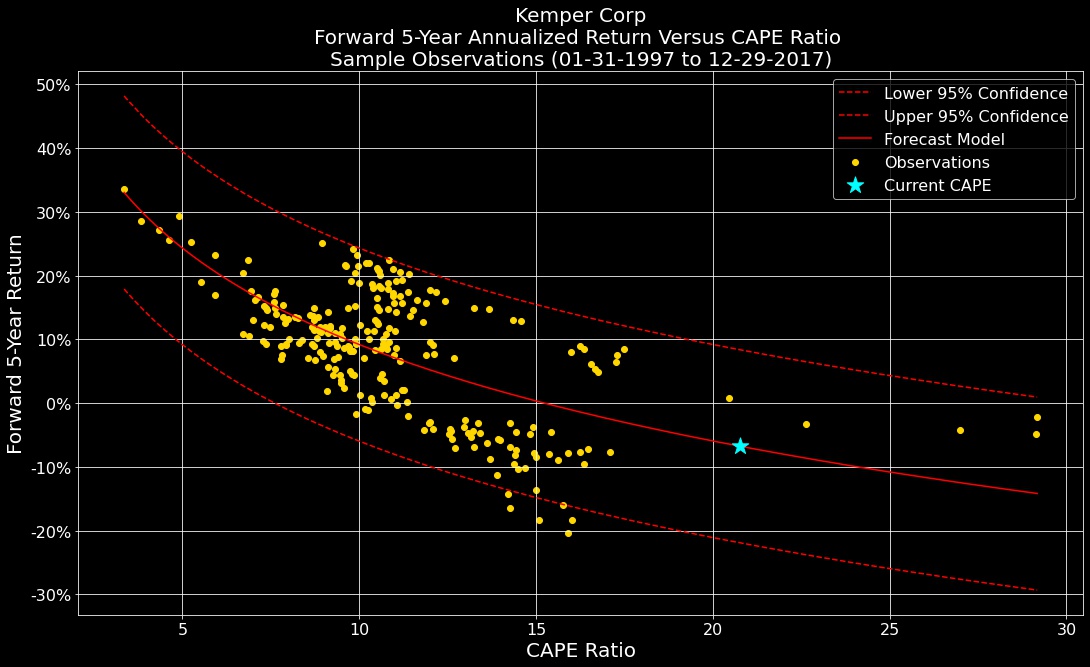 Kemper Corp
Forward 5-Year Annualized Return Versus CAPE Ratio
Sample Observations (01-31-1997 to 12-29-2017)
Lower 95% Confidence
Upper 95% Confidence
Forecast Model
Observations
Current CAPE
Forward 5-Year Return
50%
40%
30%
20%
10%
0%
-10%
-20%
-30%
5
10
15
20
25
30
CAPE Ratio